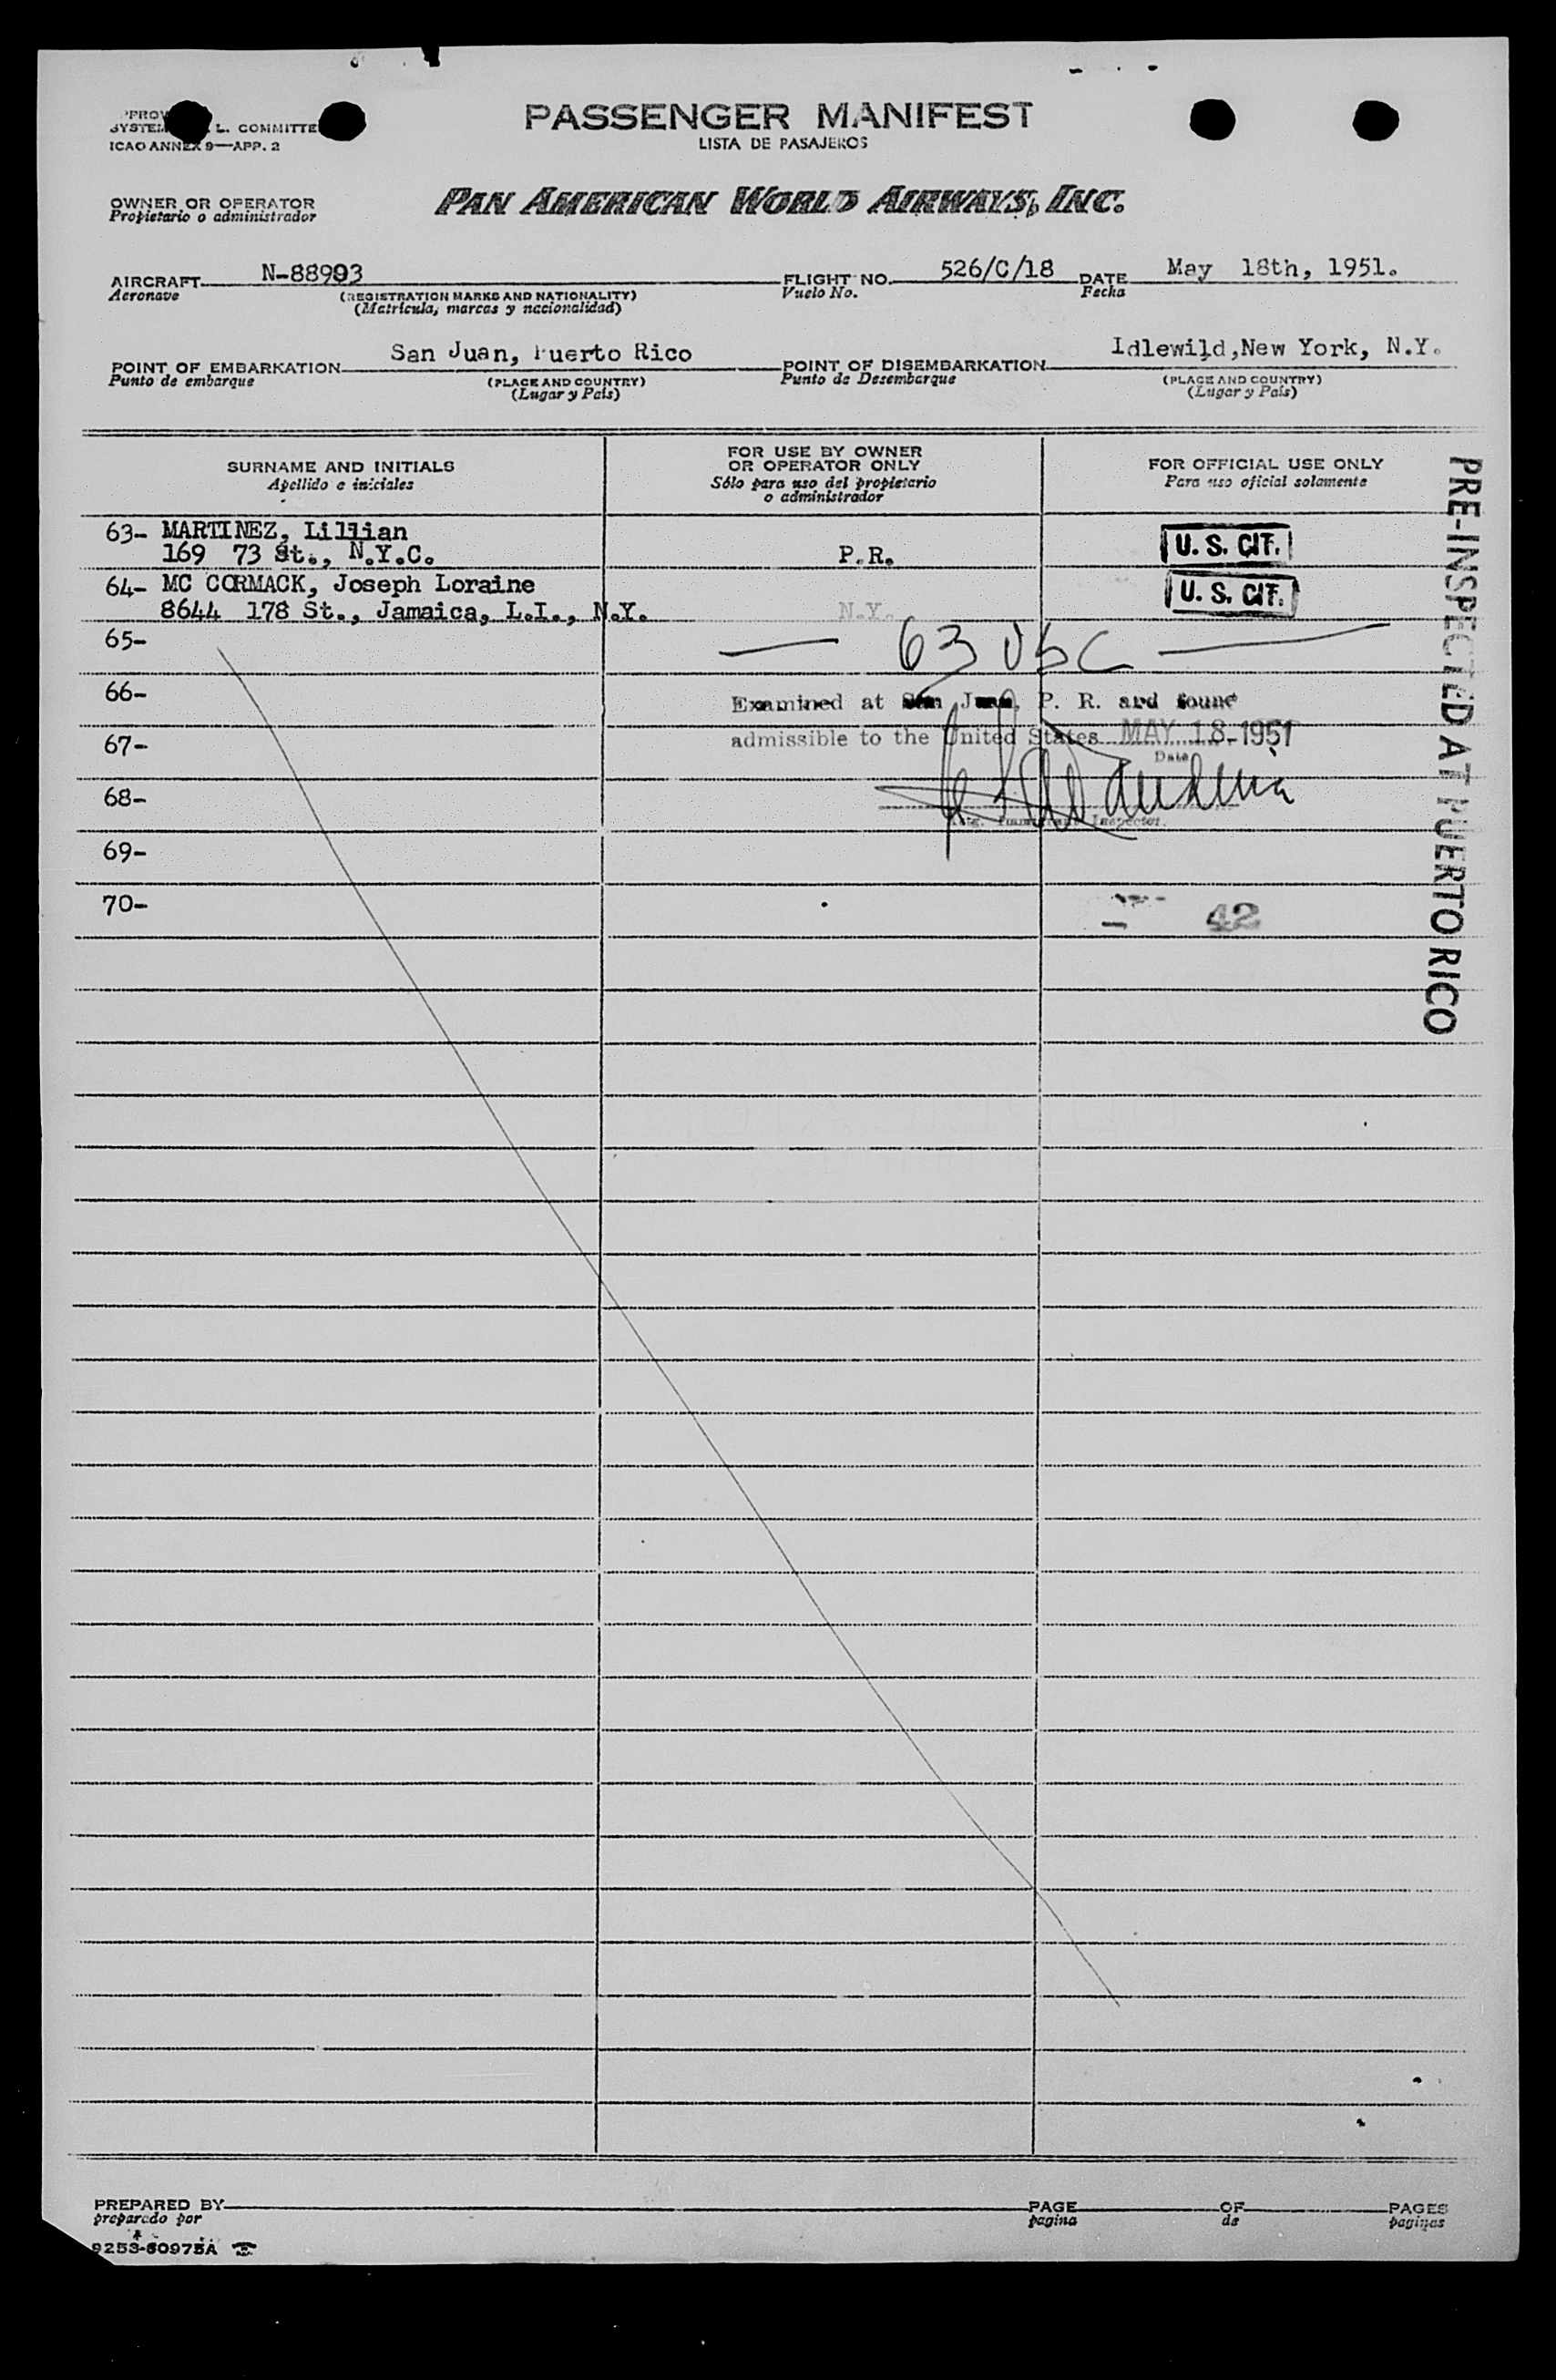 PASSENGER MANIFEST
LISTA DE PASAJEROS
L. COMMITTE
ICAO ANNEX 9—APP. 2
OWNER OR OPERATOR
Propietario o administrador
PAN AMERICAN WORLD AIRWAYS, INC.
AIRCRAFT N-88903 FLIGHT NO. 526/C/18 DATE May 18th, 1951.
Aeronave (REGISTRATION MARKS AND NATIONALITY) Vuelo No. Fecha
(Matrícula, marcas y nacionalidad)
POINT OF EMBARKATION San Juan, Puerto Rico POINT OF DISEMBARKATION Idlewild,New York, N.Y.
Punto de embarque (PLACE AND COUNTRY) Punto de Desembarque (PLACE AND COUNTRY)
(Lugar y País) (Lugar y País)
SURNAME AND INITIALS
Apellido e iniciales
FOR USE BY OWNER
OR OPERATOR ONLY
Sólo para uso del propietario
o administrador
FOR OFFICIAL USE ONLY
Para uso oficial solamente
63- MARTINEZ, Lillian
169 73 St., N.Y.C. P.R. U. S. CIT.
64- MC CORMACK, Joseph Loraine
8644 178 St., Jamaica, L.I., N.Y. N.Y. U. S. CIT.
65- — 63 USC —
66- Examined at San Juan, P. R. and found
67- admissible to the United States MAY 18-1951
Date
68-
Immigrant Inspector.
69-
70- 42
PRE-INSPECTED AT PUERTO RICO
PREPARED BY PAGE OF PAGES
preparado por pagina de paginas
9253-60975A